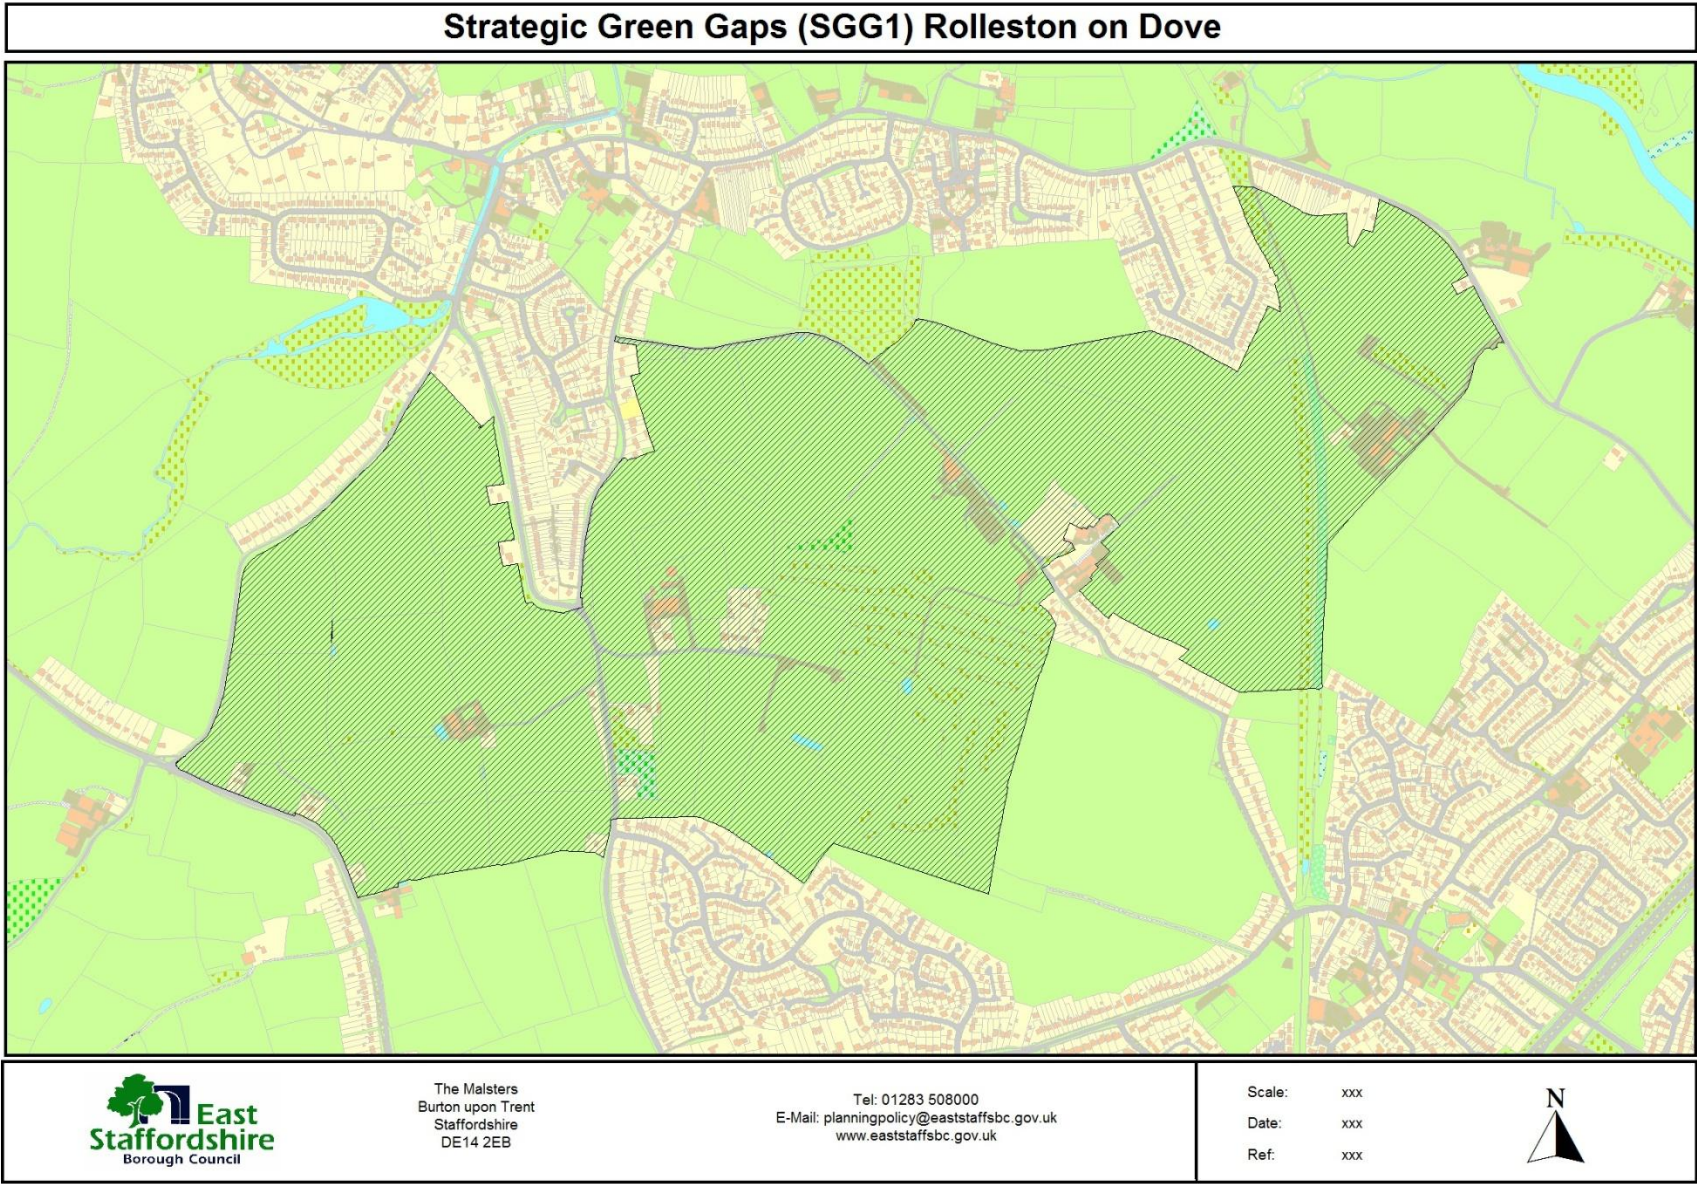 Strategic Green Gaps (SGG1) Rolleston on Dove
East
Staffordshire
Borough Council
The Malsters
Burton upon Trent
Staffordshire
DE14 2EB
Tel: 01283 508000
E-Mail: planningpolicy@eaststaffsbc.gov.uk
www.eaststaffsbc.gov.uk
Scale: xxx
Date: xxx
Ref: xxx
N